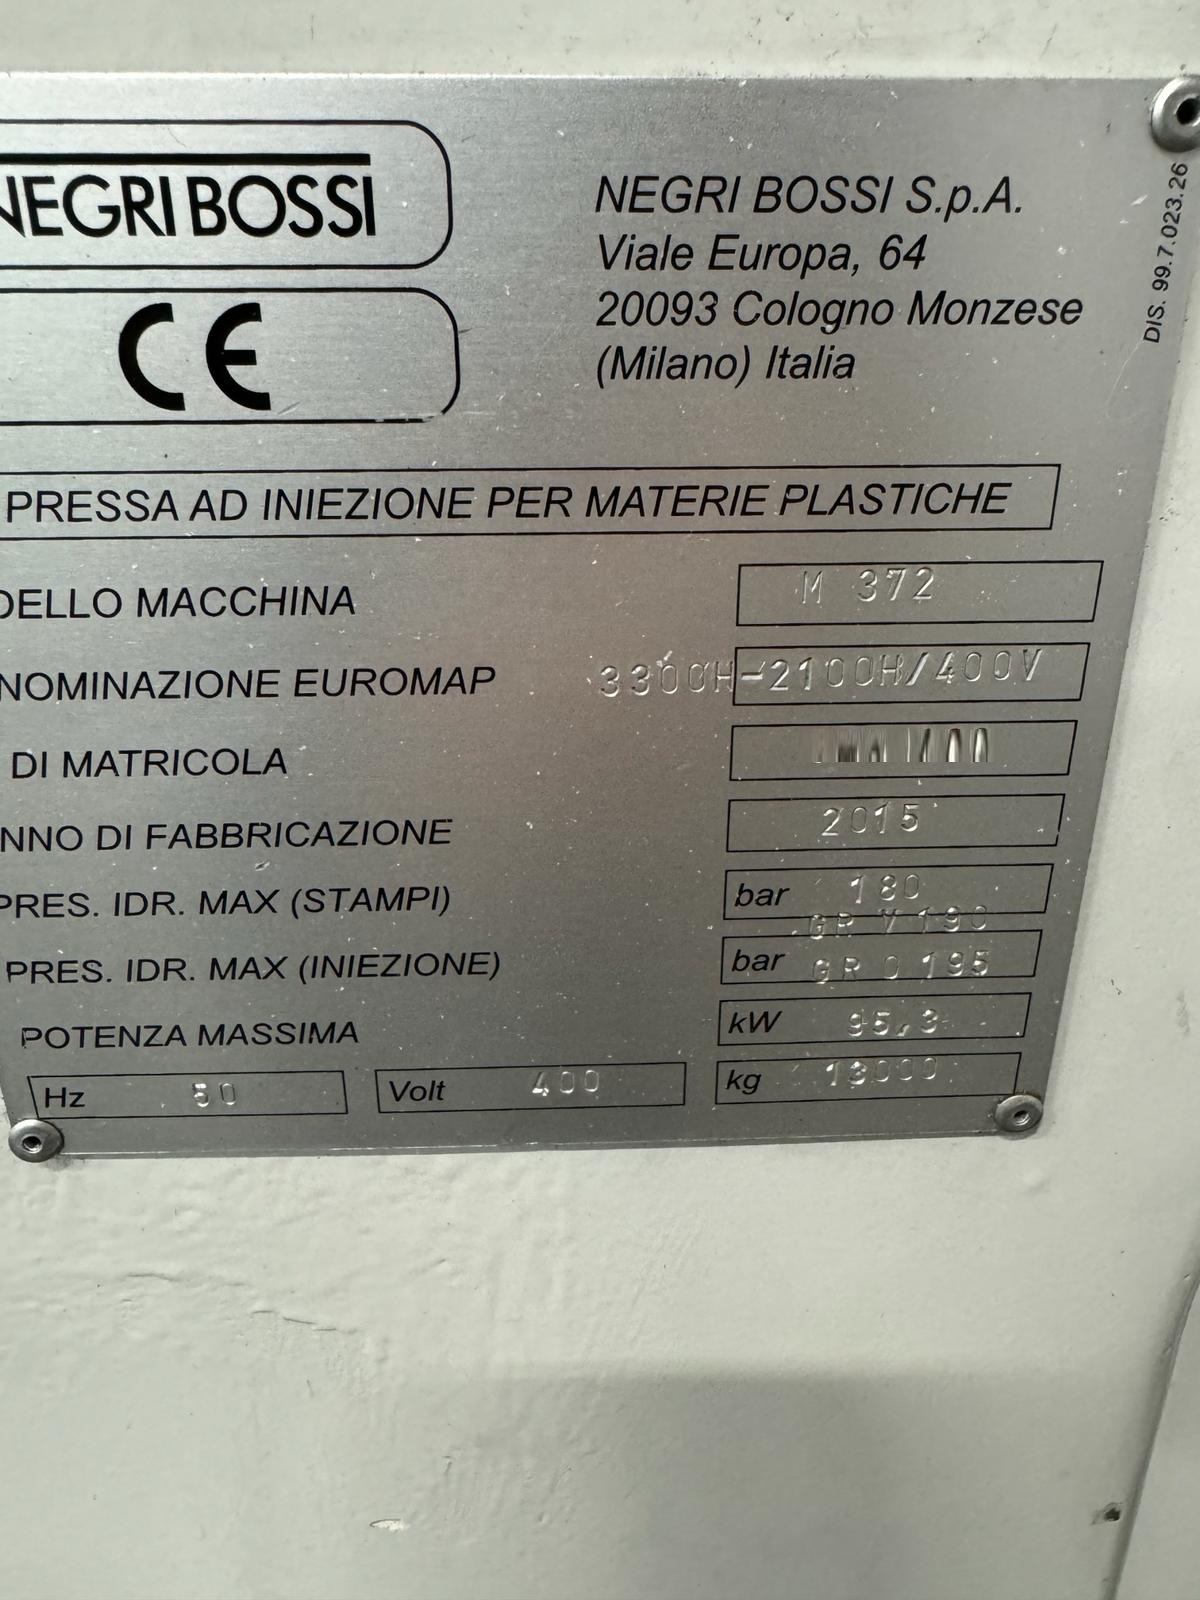 NEGRI BOSSI
NEGRI BOSSI S.p.A.
Viale Europa, 64
20093 Cologno Monzese
(Milano) Italia
DIS. 99.7.023.26
CE
PRESSA AD INIEZIONE PER MATERIE PLASTICHE
DELLO MACCHINA M 372
NOMINAZIONE EUROMAP 3300H-2100H/400V
DI MATRICOLA
NNO DI FABBRICAZIONE 2015
PRES. IDR. MAX (STAMPI) bar 180
GR V 190
PRES. IDR. MAX (INIEZIONE) bar GR O 195
POTENZA MASSIMA kW 95,3
Hz 50 Volt 400 kg 13000